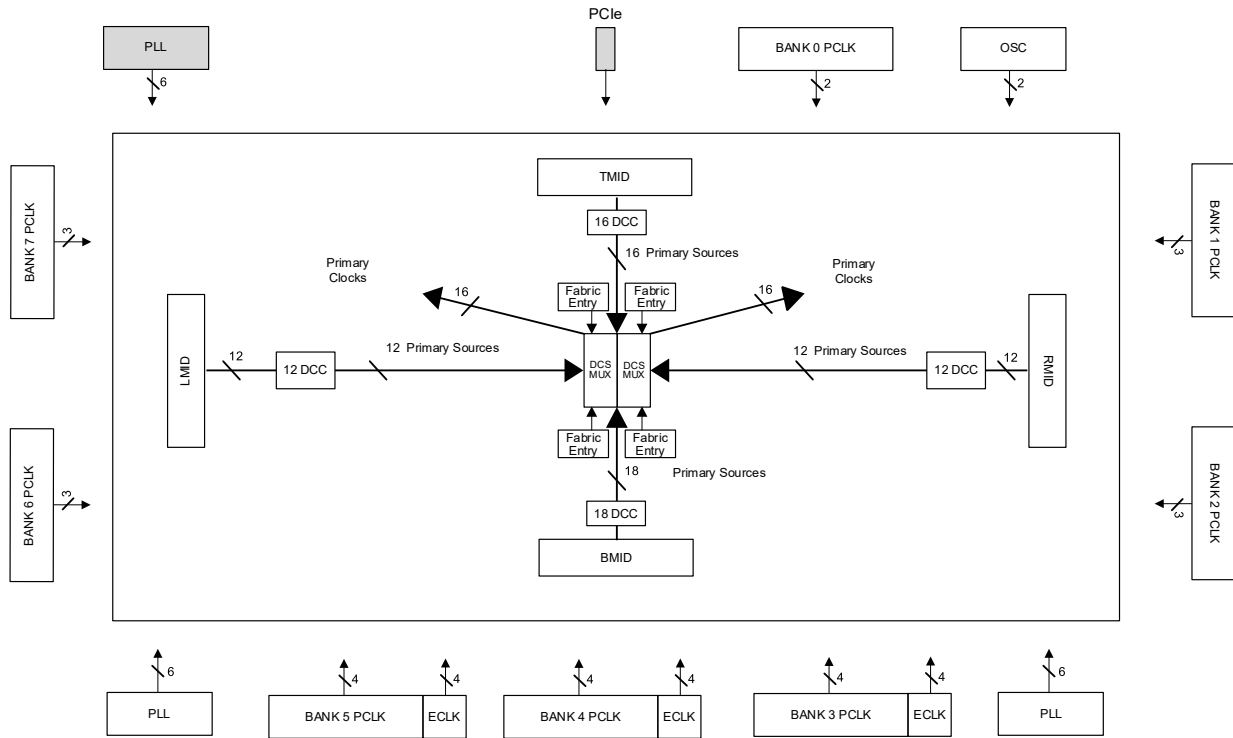 PCIe
PLL
BANK 0 PCLK
OSC
6
2
2
TMID
16 DCC
BANK 7 PCLK
3
BANK 1 PCLK
3
16 Primary Sources
Primary
Clocks
Primary
Clocks
16
Fabric
Entry
Fabric
Entry
16
LMID
12
12 DCC
12 Primary Sources
DCS
MUX
DCS
MUX
12 Primary Sources
12 DCC
12
RMID
Fabric
Entry
Fabric
Entry
18
Primary Sources
BANK 6 PCLK
3
BANK 2 PCLK
3
18 DCC
BMID
6
4
4
4
4
4
4
6
PLL
BANK 5 PCLK
ECLK
BANK 4 PCLK
ECLK
BANK 3 PCLK
ECLK
PLL